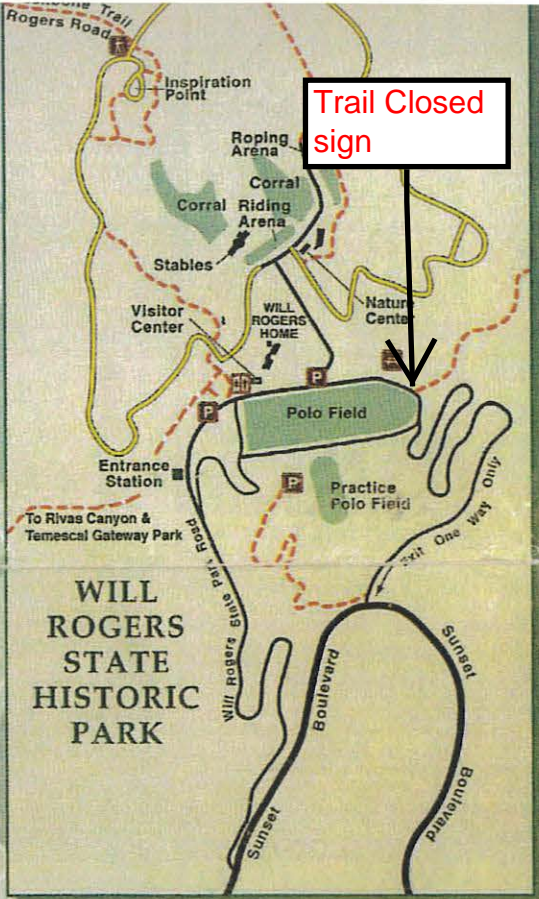 Trail
Rogers Road
Inspiration
Point
Trail Closed
sign
Roping
Arena
Corral
Corral
Riding
Arena
Stables
Visitor
Center
WILL
ROGERS
HOME
Nature
Center
P
P
Polo Field
Entrance
Station
P
Practice
Polo Field
To Rivas Canyon &
Temescal Gateway Park
Exit One Way Only
Will Rogers State Park Road
WILL
ROGERS
STATE
HISTORIC
PARK
Sunset
Boulevard
Sunset
Boulevard